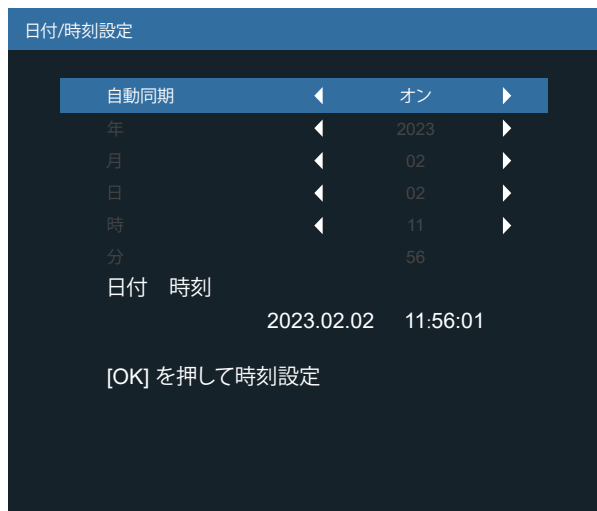 日付/時刻設定
自動同期 オン
年 2023
月 02
日 02
時 11
分 56
日付　時刻
2023.02.02 11:56:01
[OK] を押して時刻設定